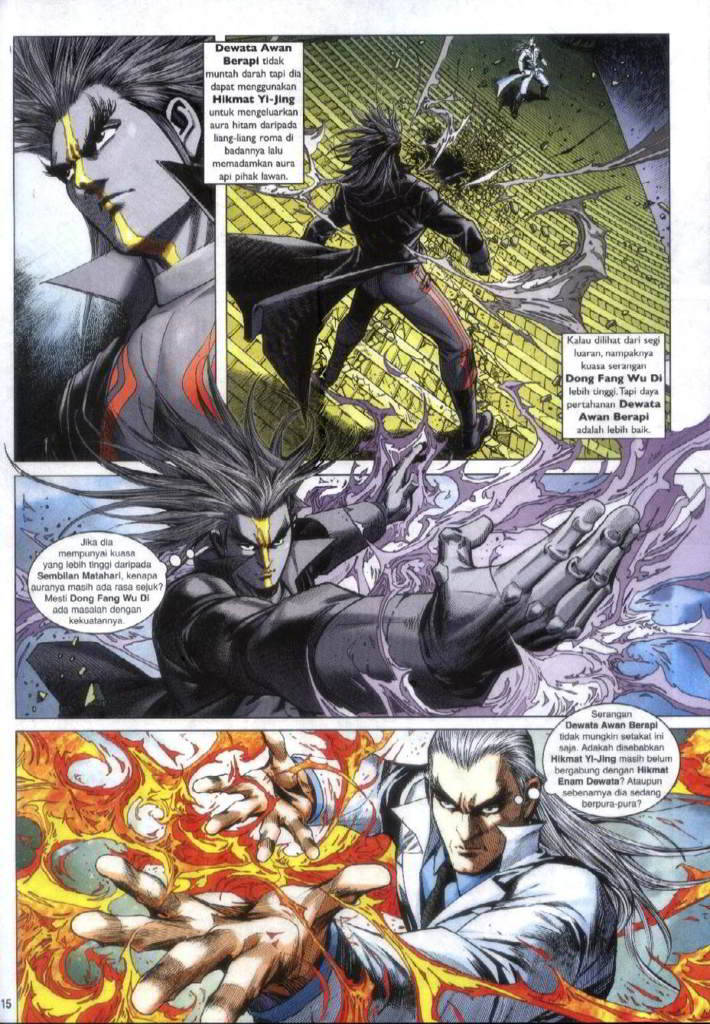 Dewata Awan
Berapi tidak
muntah darah tapi dia
dapat menggunakan
Hikmat Yi-Jing
untuk mengeluarkan
aura hitam daripada
liang-liang roma di
badannya lalu
memadamkan aura
api pihak lawan.
Kalau dilihat dari segi
luaran, nampaknya
kuasa serangan
Dong Fang Wu Di
lebih tinggi. Tapi daya
pertahanan Dewata
Awan Berapi
adalah lebih baik.
Jika dia
mempunyai kuasa
yang lebih tinggi daripada
Sembilan Matahari, kenapa
auranya masih ada rasa sejuk?
Mesti Dong Fang Wu Di
ada masalah dengan
kekuatannya.
Serangan
Dewata Awan Berapi
tidak mungkin setakat ini
saja. Adakah disebabkan
Hikmat Yi-Jing masih belum
bergabung dengan Hikmat
Enam Dewata? Ataupun
sebenarnya dia sedang
berpura-pura?
15